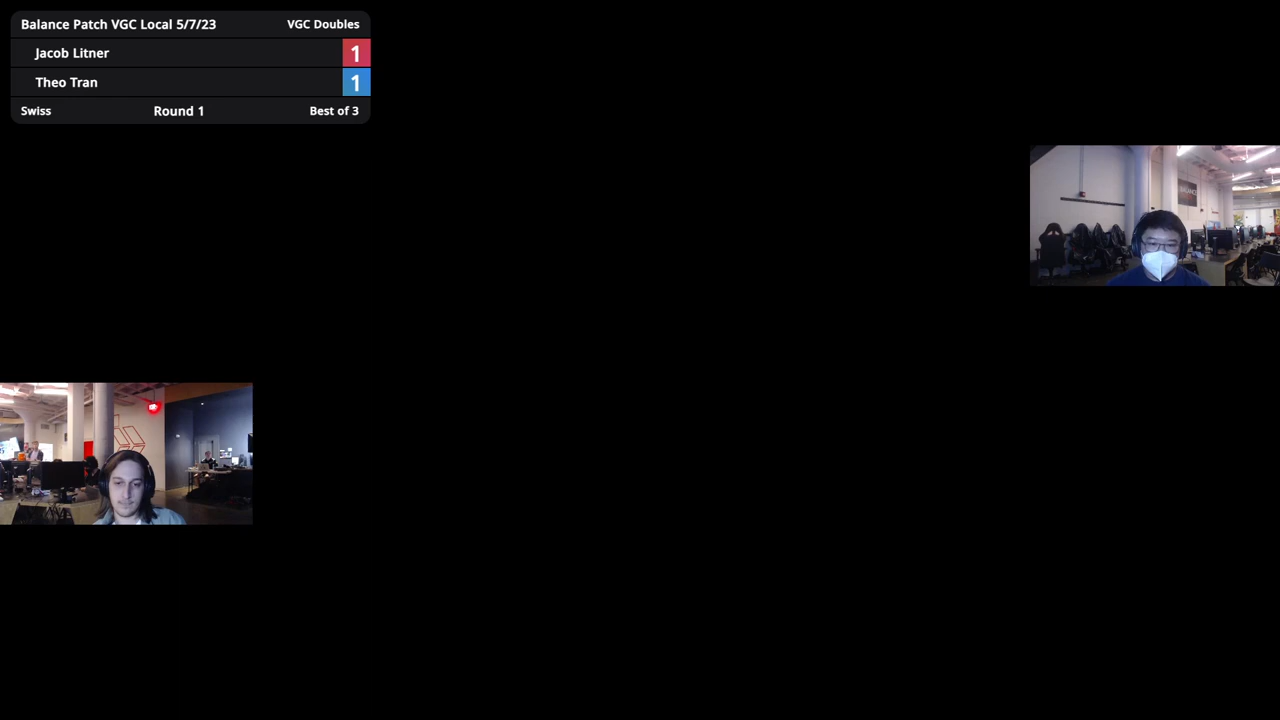 Balance Patch VGC Local 5/7/23 VGC Doubles
Jacob Litner 1
Theo Tran 1
Swiss Round 1 Best of 3
BALANCE